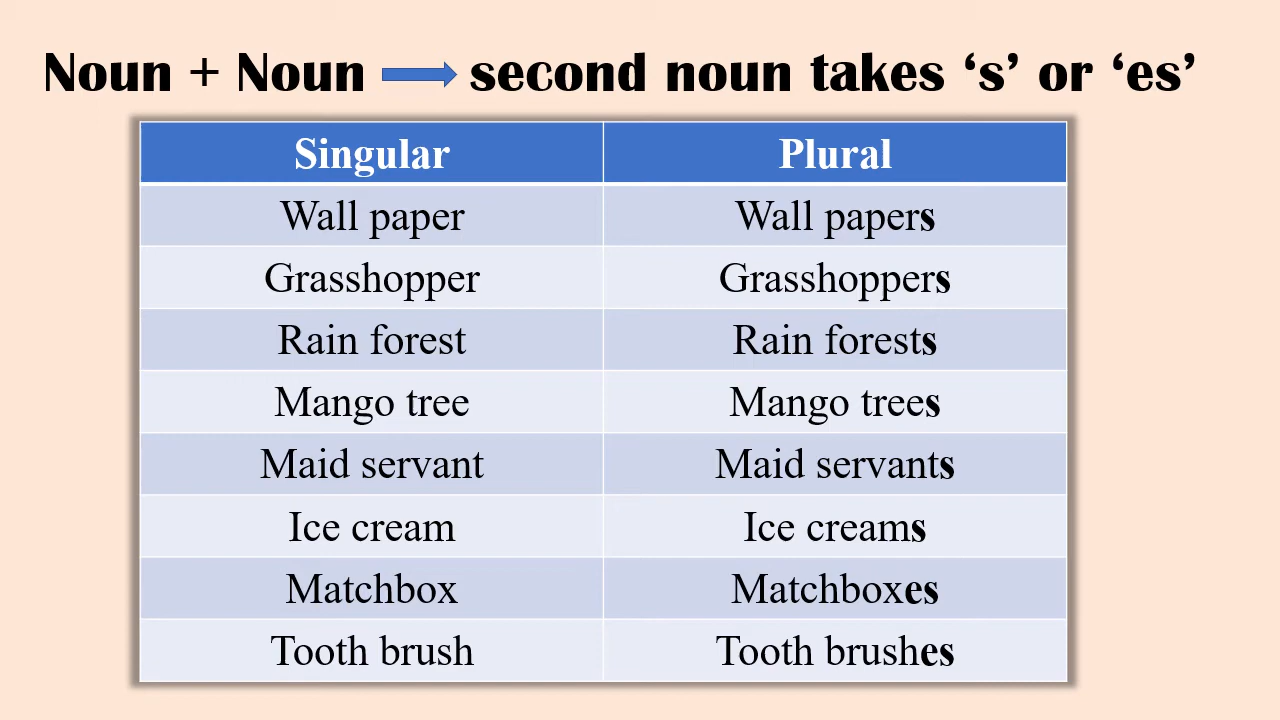 Noun + Noun second noun takes ‘s’ or ‘es’
Singular Plural
Wall paper Wall papers
Grasshopper Grasshoppers
Rain forest Rain forests
Mango tree Mango trees
Maid servant Maid servants
Ice cream Ice creams
Matchbox Matchboxes
Tooth brush Tooth brushes